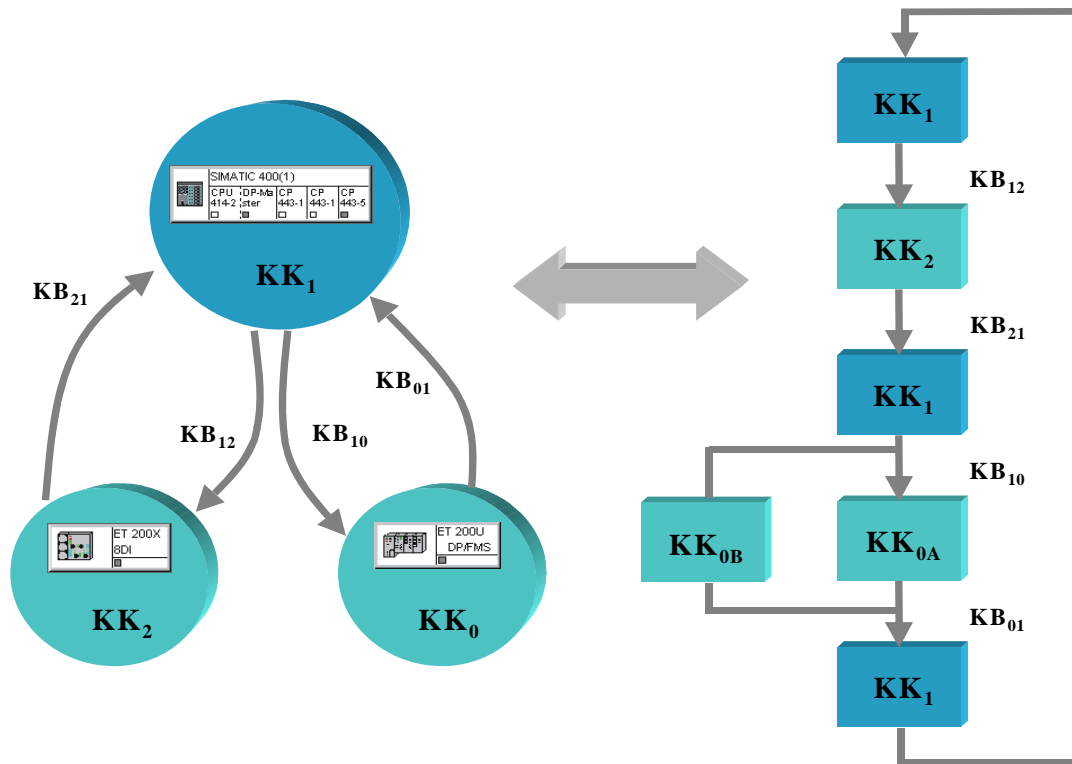 SIMATIC 400(1)
CPU 414-2
DP-Ma ster
CP 443-1
CP 443-1
CP 443-5
KK₁
KB₂₁
KB₁₂
KB₁₀
KB₀₁
ET 200X
8DI
KK₂
ET 200U
DP/FMS
KK₀
KK₁
KB₁₂
KK₂
KB₂₁
KK₁
KB₁₀
KK₀B
KK₀A
KB₀₁
KK₁